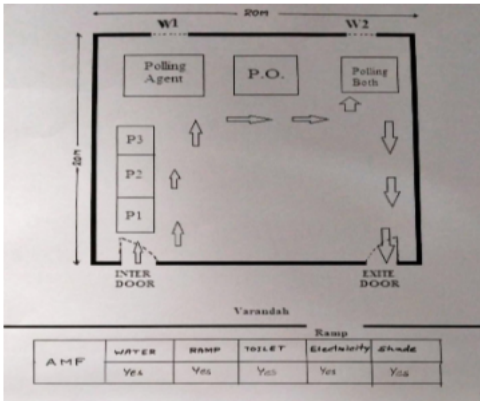 20m
W1 W2
Polling Agent P.O. Polling Both
20m
P3
P2
P1
INTER DOOR EXITE DOOR
Varandah
Ramp
AMF WATER RAMP TOILET Electricity Shade
Yes Yes Yes Yes Yes